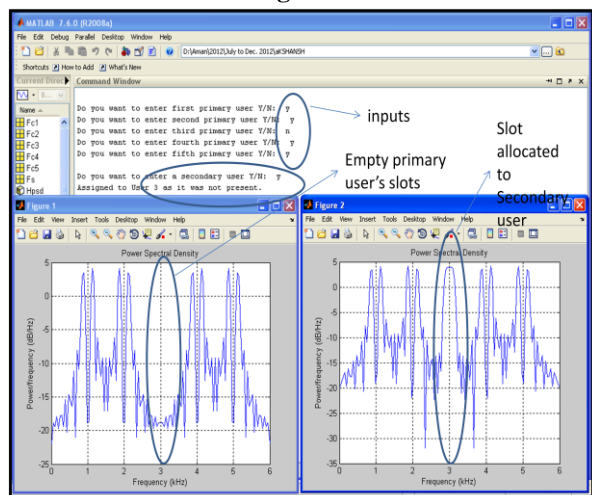 MATLAB 7.6.0 (R2008a)
File Edit Debug Parallel Desktop Window Help
D:\Aman\2012\July to Dec. 2012\aKSHANSH
Shortcuts How to Add What's New
Current Direc
Command Window
Name
Fc1
Fc2
Fc3
Fc4
Fc5
Fs
Hpsd
Do you want to enter first primary user Y/N: y
Do you want to enter second primary user Y/N: y
Do you want to enter third primary user Y/N: n
Do you want to enter fourth primary user Y/N: y
Do you want to enter fifth primary user Y/N: y
Do you want to enter a secondary user Y/N: y
Assigned to User 3 as it was not present.
inputs
Empty primary
user's slots
Slot
allocated
to
Secondary
user
Figure 1
File Edit View Insert Tools Desktop Window Help
Power Spectral Density
Power/frequency (dB/Hz)
5
0
-5
-10
-15
-20
-25
0 1 2 3 4 5 6
Frequency (kHz)
Figure 2
File Edit View Insert Tools Desktop Window Help
Power Spectral Density
Power/frequency (dB/Hz)
5
0
-5
-10
-15
-20
-25
-30
-35
0 1 2 3 4 5 6
Frequency (kHz)